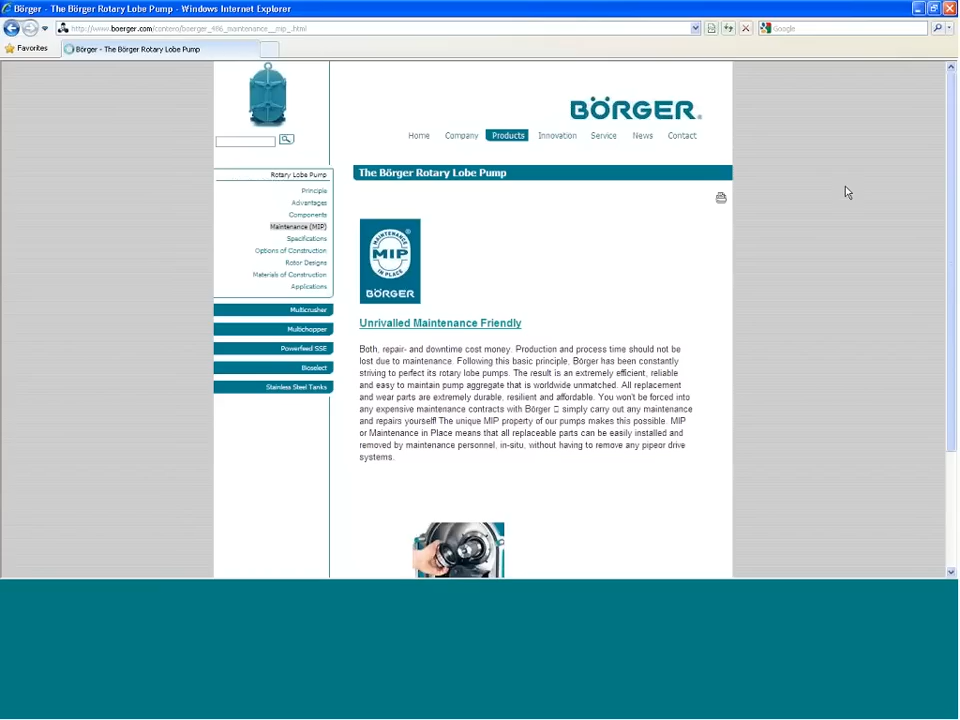 Börger - The Börger Rotary Lobe Pump - Windows Internet Explorer
Google
Favorites
Börger - The Börger Rotary Lobe Pump
BÖRGER
Home Company Products Innovation Service News Contact
Rotary Lobe Pump
Principle
Advantages
Components
Maintenance (MIP)
Specifications
Options of Construction
Rotor Designs
Materials of Construction
Applications
Multicrusher
Multichopper
Powerfeed SSE
Bioselect
Stainless Steel Tanks
The Börger Rotary Lobe Pump
MAINTENANCE
MIP
IN PLACE
BÖRGER
Unrivalled Maintenance Friendly
Both, repair- and downtime cost money. Production and process time should not be
lost due to maintenance. Following this basic principle, Börger has been constantly
striving to perfect its rotary lobe pumps. The result is an extremely efficient, reliable
and easy to maintain pump aggregate that is worldwide unmatched. All replacement
and wear parts are extremely durable, resilient and affordable. You won't be forced into
any expensive maintenance contracts with Börger simply carry out any maintenance
and repairs yourself! The unique MIP property of our pumps makes this possible. MIP
or Maintenance in Place means that all replaceable parts can be easily installed and
removed by maintenance personnel, in-situ, without having to remove any pipeor drive
systems.